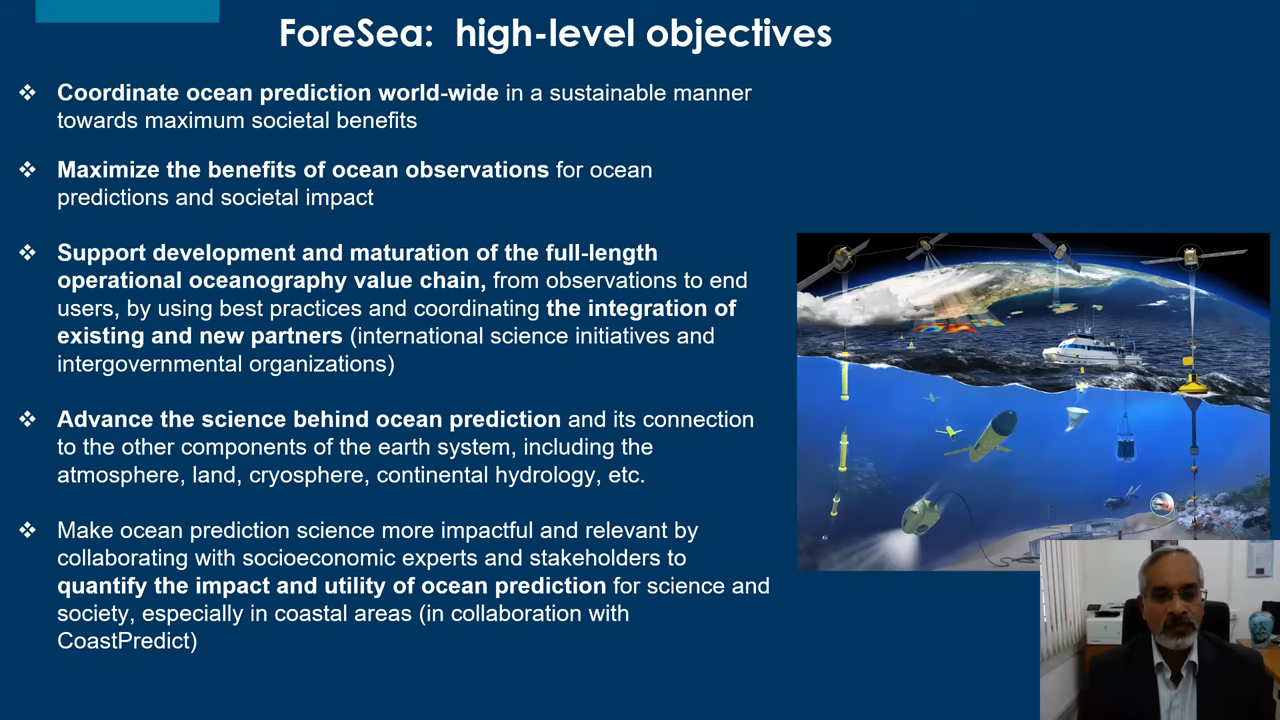 ForeSea: high-level objectives
❖ Coordinate ocean prediction world-wide in a sustainable manner
towards maximum societal benefits
❖ Maximize the benefits of ocean observations for ocean
predictions and societal impact
❖ Support development and maturation of the full-length
operational oceanography value chain, from observations to end
users, by using best practices and coordinating the integration of
existing and new partners (international science initiatives and
intergovernmental organizations)
❖ Advance the science behind ocean prediction and its connection
to the other components of the earth system, including the
atmosphere, land, cryosphere, continental hydrology, etc.
❖ Make ocean prediction science more impactful and relevant by
collaborating with socioeconomic experts and stakeholders to
quantify the impact and utility of ocean prediction for science and
society, especially in coastal areas (in collaboration with
CoastPredict)